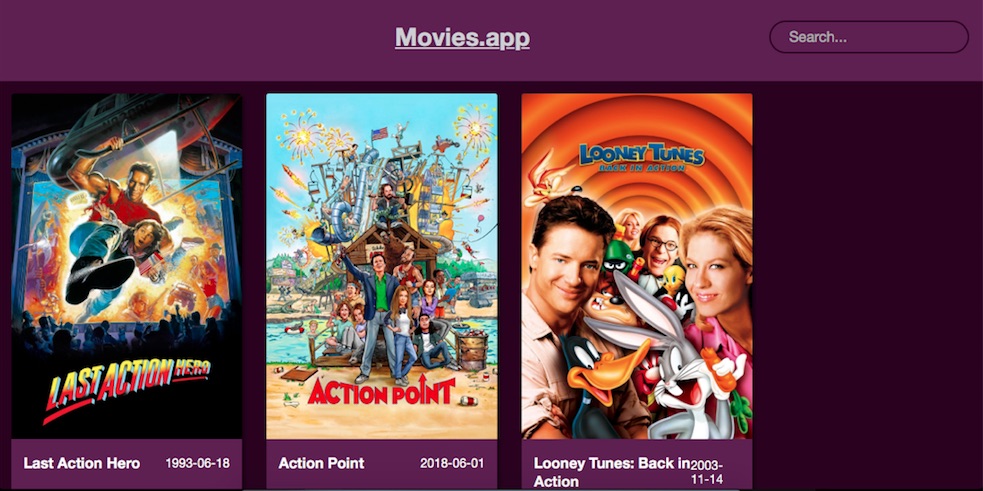 Movies.app
Search...
LAST ACTION HERO
ACTION POINT
LOONEY TUNES
BACK IN ACTION
Last Action Hero 1993-06-18
Action Point 2018-06-01
Looney Tunes: Back in
Action
2003-
11-14